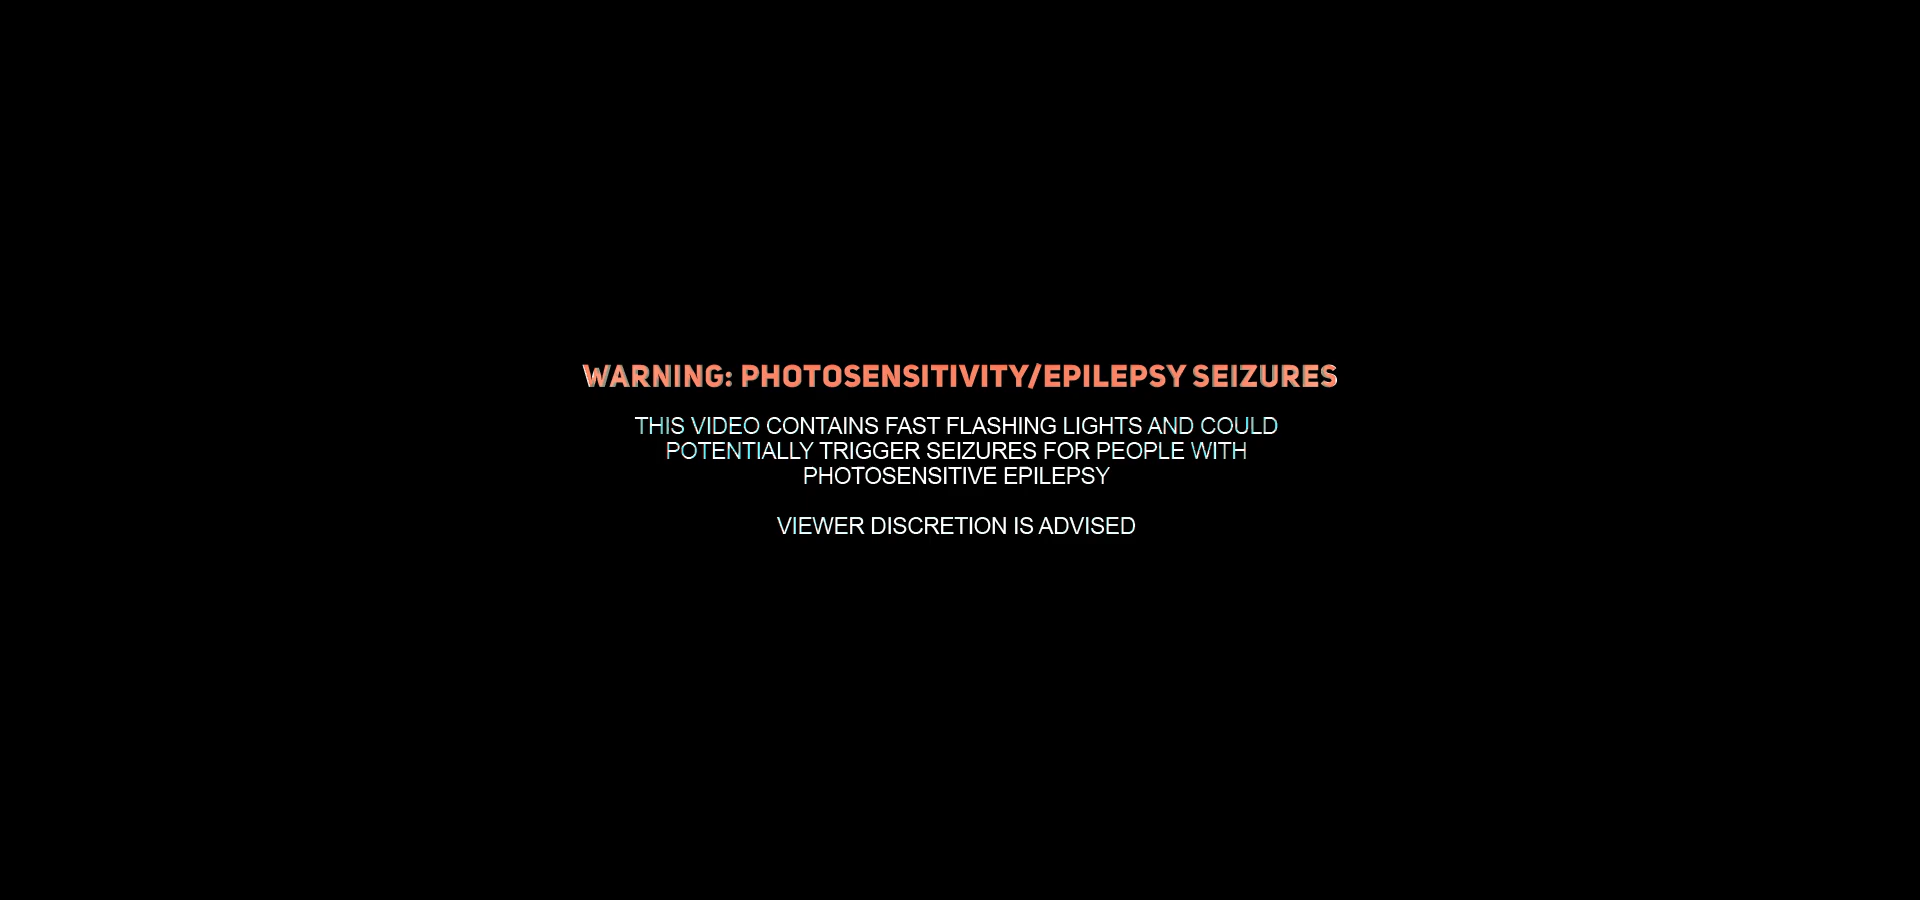 WARNING: PHOTOSENSITIVITY/EPILEPSY SEIZURES
THIS VIDEO CONTAINS FAST FLASHING LIGHTS AND COULD
POTENTIALLY TRIGGER SEIZURES FOR PEOPLE WITH
PHOTOSENSITIVE EPILEPSY
VIEWER DISCRETION IS ADVISED